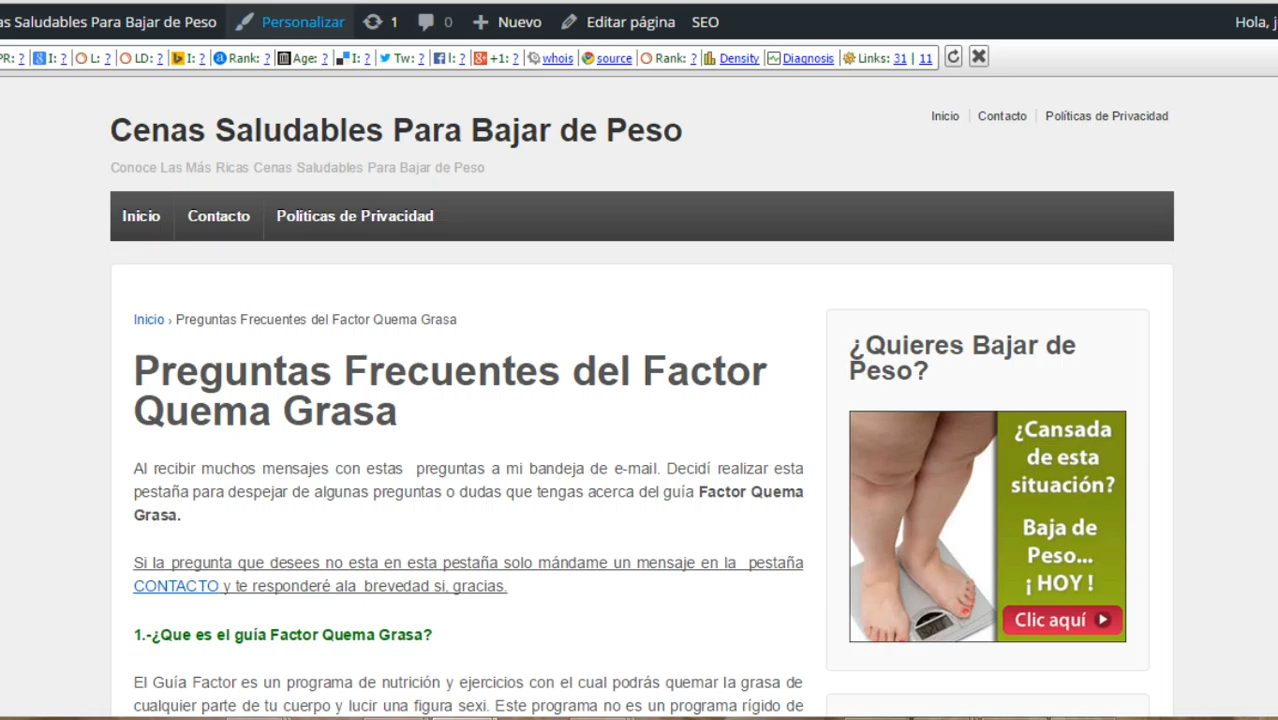 as Saludables Para Bajar de Peso Personalizar 1 0 Nuevo Editar página SEO Hola, j
PR: ? I: ? L: ? LD: ? I: ? Rank: ? Age: ? I: ? Tw: ? I: ? +1: ? whois source Rank: ? Density Diagnosis Links: 31 | 11
Cenas Saludables Para Bajar de Peso
Inicio Contacto Políticas de Privacidad
Conoce Las Más Ricas Cenas Saludables Para Bajar de Peso
Inicio Contacto Políticas de Privacidad
Inicio › Preguntas Frecuentes del Factor Quema Grasa
Preguntas Frecuentes del Factor
Quema Grasa
Al recibir muchos mensajes con estas preguntas a mi bandeja de e-mail. Decidí realizar esta
pestaña para despejar de algunas preguntas o dudas que tengas acerca del guía Factor Quema
Grasa.
Si la pregunta que desees no esta en esta pestaña solo mándame un mensaje en la pestaña
CONTACTO y te responderé ala brevedad si, gracias.
1.-¿Que es el guía Factor Quema Grasa?
El Guía Factor es un programa de nutrición y ejercicios con el cual podrás quemar la grasa de
cualquier parte de tu cuerpo y lucir una figura sexi. Este programa no es un programa rígido de
¿Quieres Bajar de
Peso?
¿Cansada
de esta
situación?
Baja de
Peso...
¡ HOY !
Clic aquí